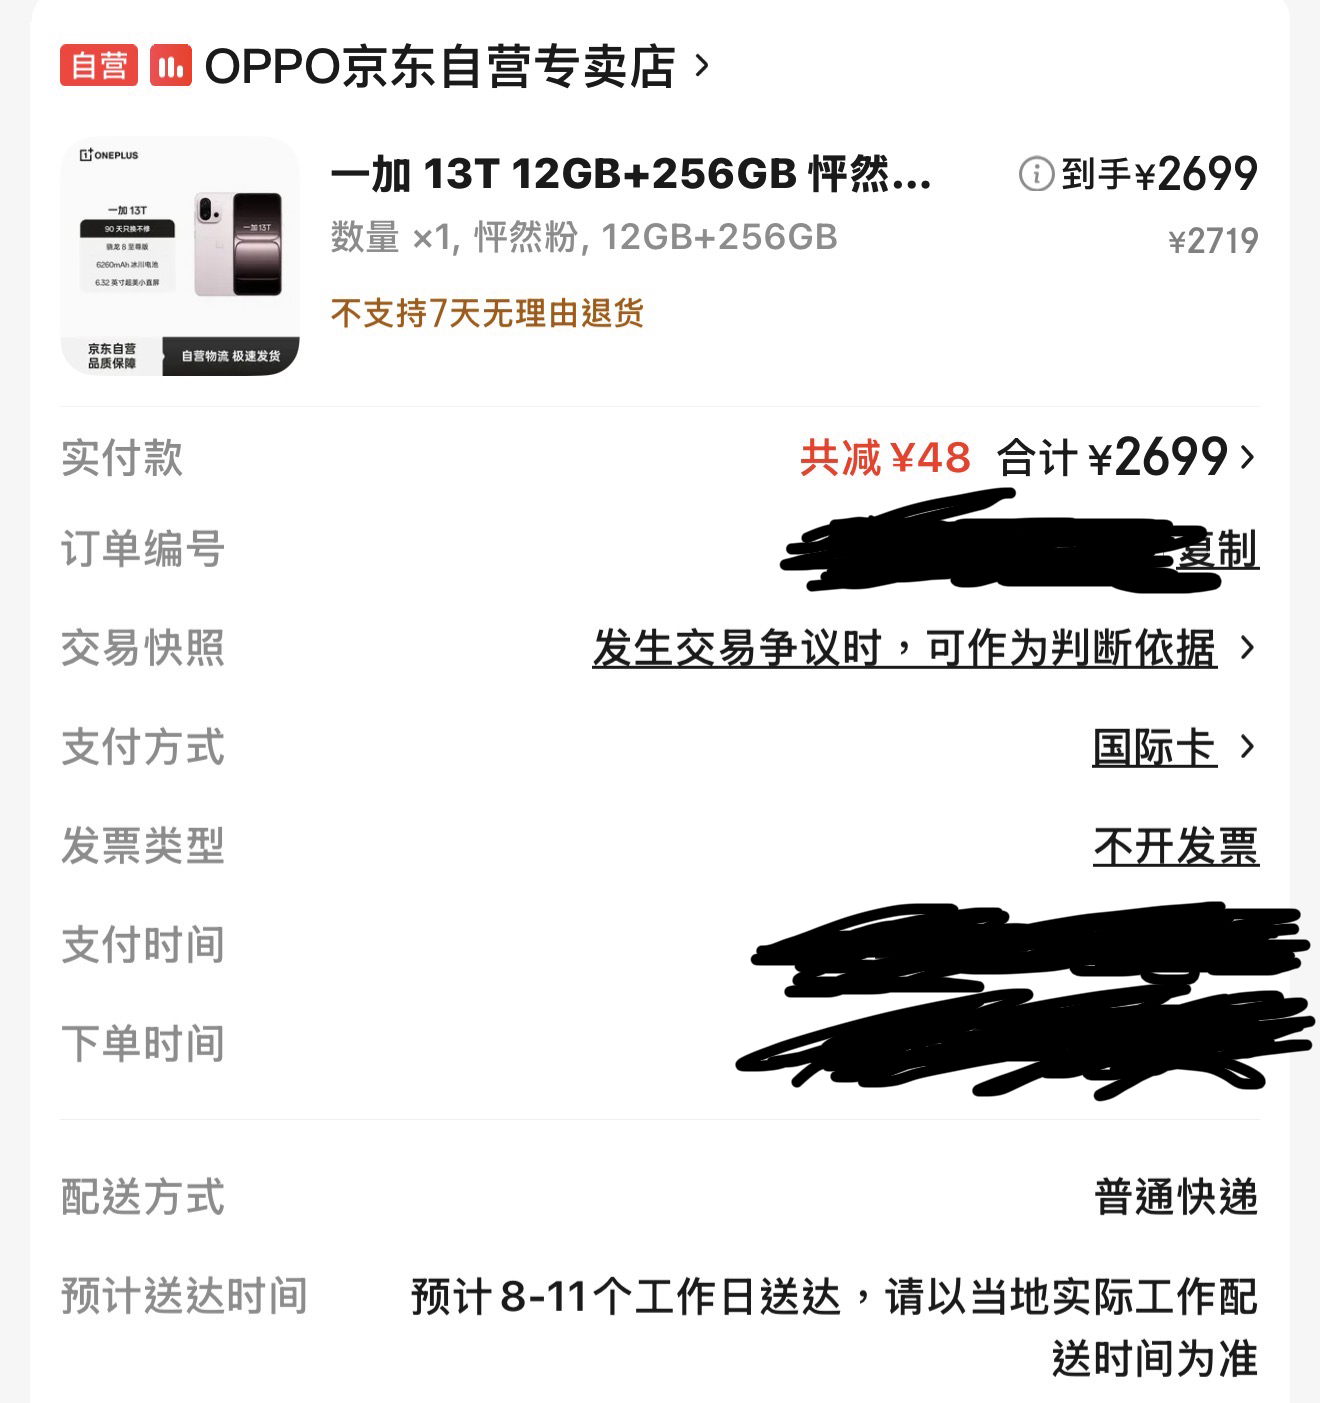 自营 OPPO京东自营专卖店 >
1+ ONEPLUS
一加 13T
90 天只换不修
骁龙 8 至尊版
6260mAh 冰川电池
6.32 英寸超美小直屏
一加 13T
京东自营
品质保障
自营物流 极速发货
一加 13T 12GB+256GB 怦然... 到手¥2699
数量 ×1, 怦然粉, 12GB+256GB ¥2719
不支持7天无理由退货
实付款 共减 ¥48 合计 ¥2699 >
订单编号 复制
交易快照 发生交易争议时，可作为判断依据 >
支付方式 国际卡 >
发票类型 不开发票
支付时间
下单时间
配送方式 普通快递
预计送达时间 预计 8-11个工作日送达，请以当地实际工作配
送时间为准